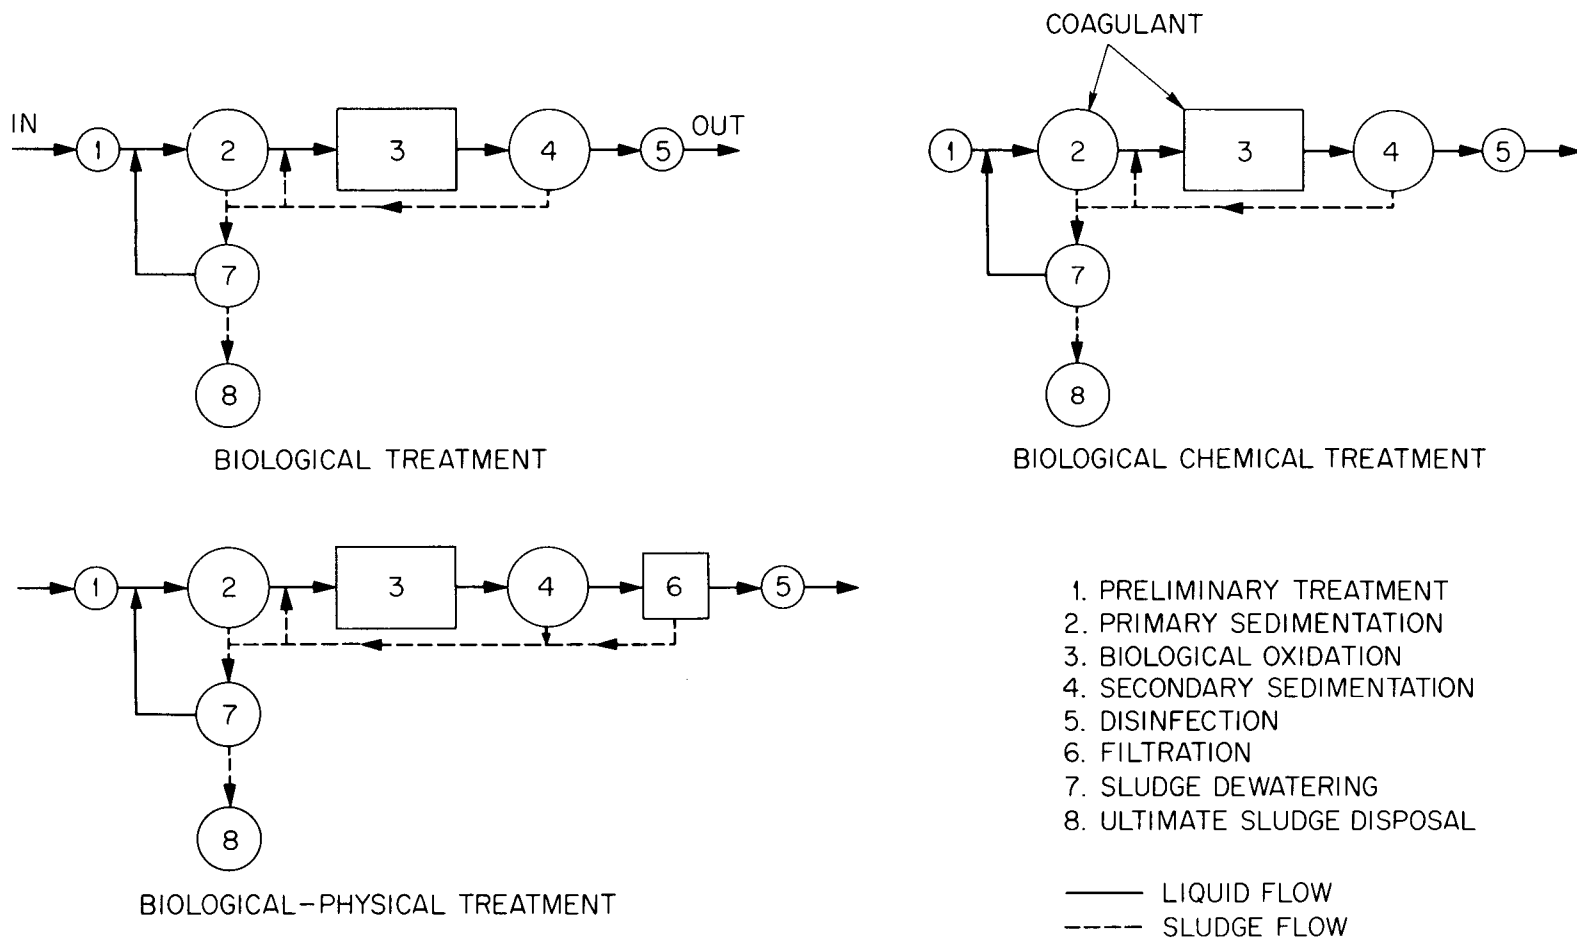 COAGULANT
IN
1
2
3
4
5
OUT
7
8
BIOLOGICAL TREATMENT
1
2
3
4
5
7
8
BIOLOGICAL CHEMICAL TREATMENT
1
2
3
4
6
5
7
8
BIOLOGICAL-PHYSICAL TREATMENT
1. PRELIMINARY TREATMENT
2. PRIMARY SEDIMENTATION
3. BIOLOGICAL OXIDATION
4. SECONDARY SEDIMENTATION
5. DISINFECTION
6. FILTRATION
7. SLUDGE DEWATERING
8. ULTIMATE SLUDGE DISPOSAL
LIQUID FLOW
SLUDGE FLOW